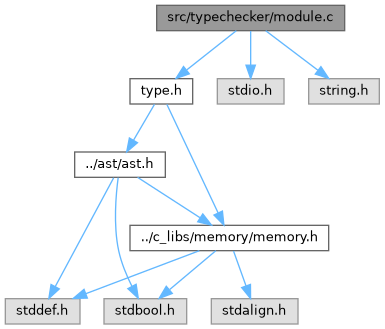 src/typechecker/module.c
type.h
stdio.h
string.h
../ast/ast.h
../c_libs/memory/memory.h
stddef.h
stdbool.h
stdalign.h